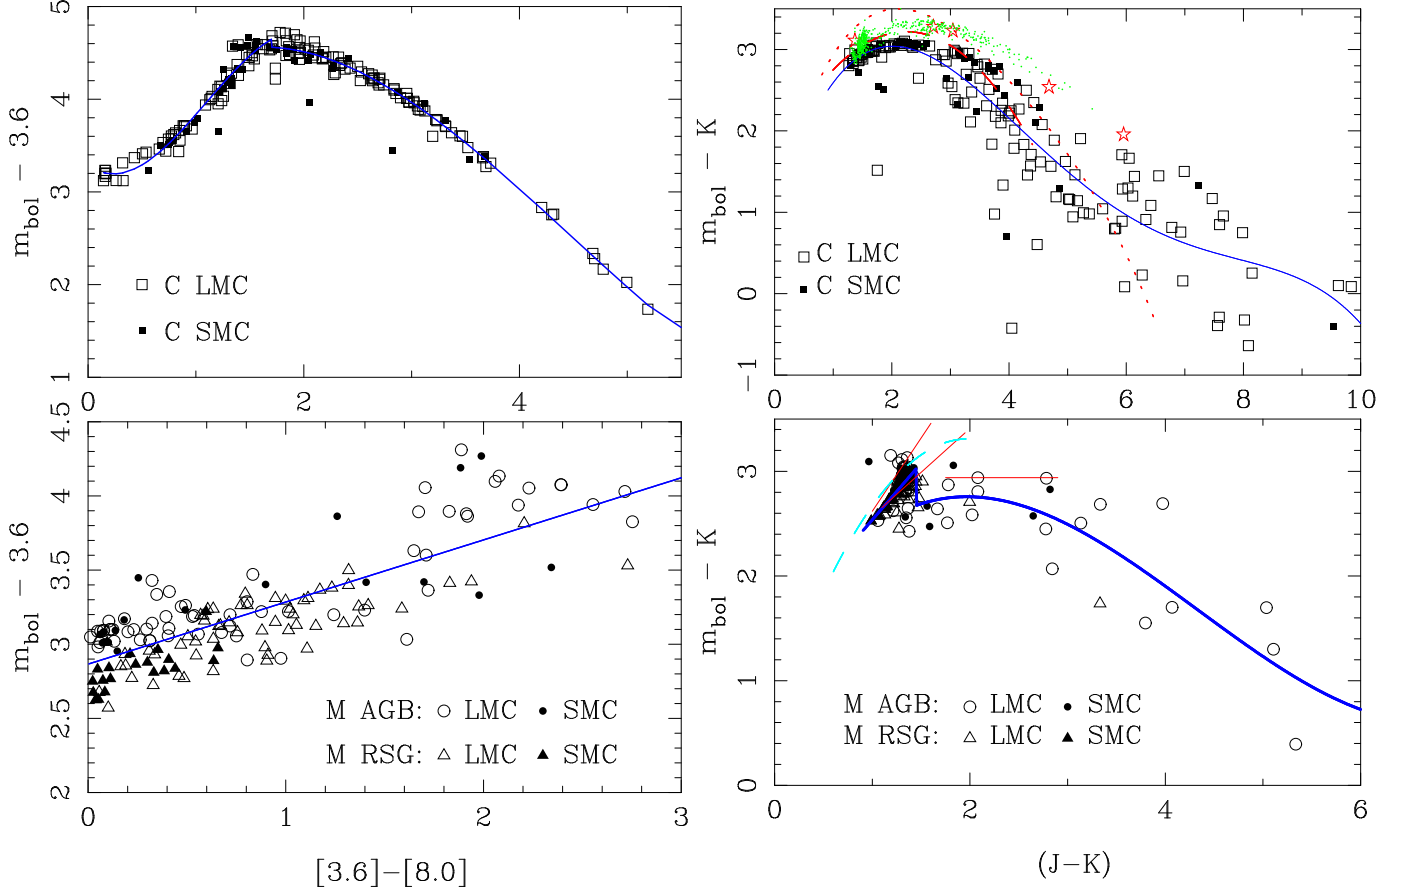 5
4
3
2
1
m_bol − 3.6
C LMC
C SMC
0 2 4
3
2
1
0
−1
m_bol − K
C LMC
C SMC
0 2 4 6 8 10
4.5
4
3.5
3
2.5
2
m_bol − 3.6
M AGB: LMC SMC
M RSG: LMC SMC
0 1 2 3
[3.6]−[8.0]
3
2
1
0
m_bol − K
M AGB: LMC SMC
M RSG: LMC SMC
0 2 4 6
(J−K)